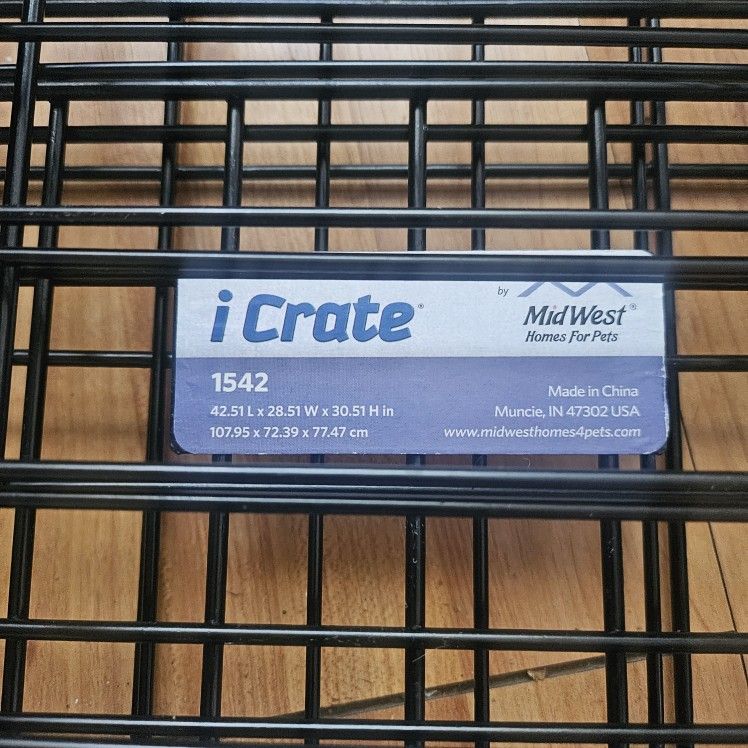 i Crate®
by
MidWest®
Homes For Pets
1542
42.51 L x 28.51 W x 30.51 H in
107.95 x 72.39 x 77.47 cm
Made in China
Muncie, IN 47302 USA
www.midwesthomes4pets.com